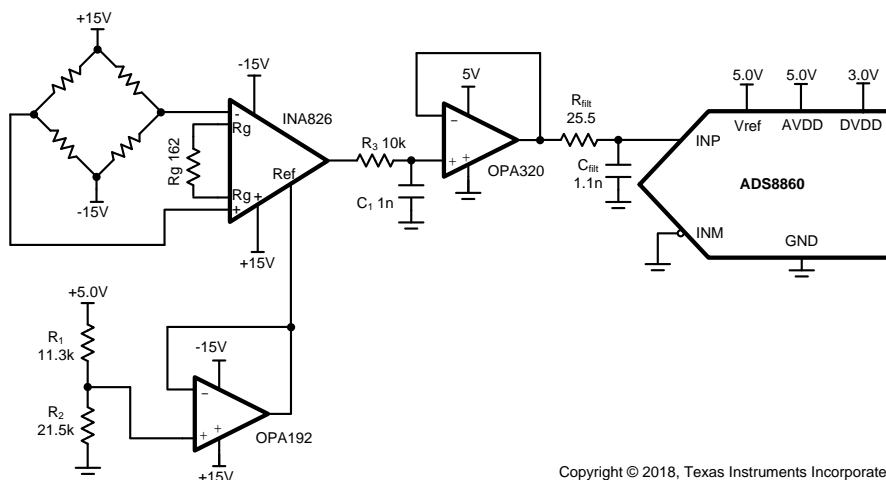 +15V
-15V
-15V
INA826
-
Rg
Rg 162
Rg
Ref
+
+
+15V
R3 10k
C1 1n
5V
−
+
+
OPA320
Rfilt
25.5
Cfilt
1.1n
5.0V
5.0V
3.0V
Vref
AVDD
DVDD
INP
ADS8860
INM
GND
+5.0V
R1
11.3k
R2
21.5k
-15V
−
+
+
OPA192
+15V
Copyright © 2018, Texas Instruments Incorporate